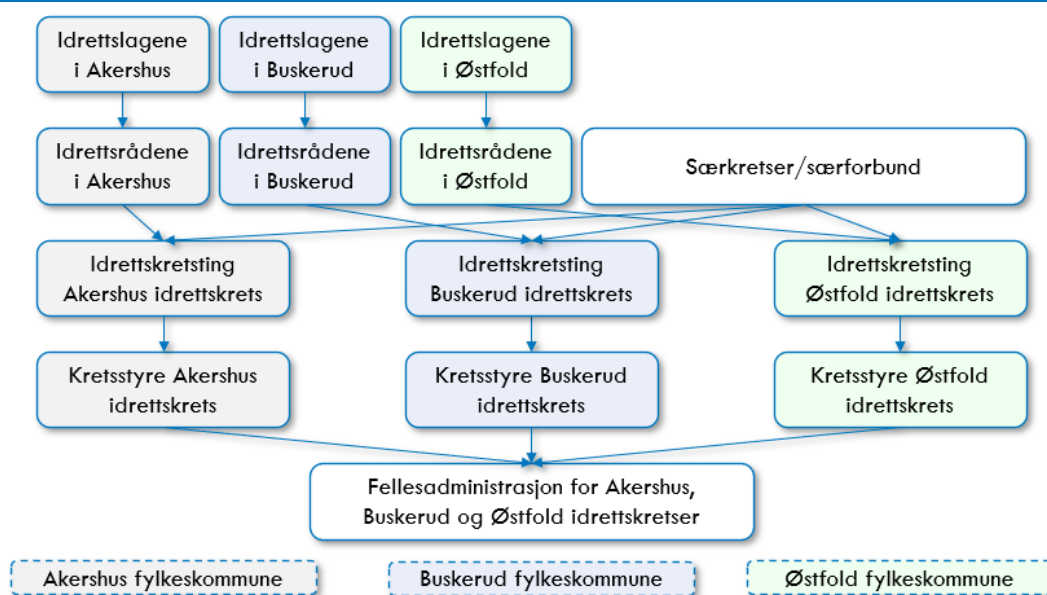 Idrettslagene
i Akershus
Idrettslagene
i Buskerud
Idrettslagene
i Østfold
Idrettsrådene
i Akershus
Idrettsrådene
i Buskerud
Idrettsrådene
i Østfold
Særkretser/særforbund
Idrettskretsting
Akershus idrettskrets
Idrettskretsting
Buskerud idrettskrets
Idrettskretsting
Østfold idrettskrets
Kretsstyre Akershus
idrettskrets
Kretsstyre Buskerud
idrettskrets
Kretsstyre Østfold
idrettskrets
Fellesadministrasjon for Akershus,
Buskerud og Østfold idrettskretser
Akershus fylkeskommune
Buskerud fylkeskommune
Østfold fylkeskommune